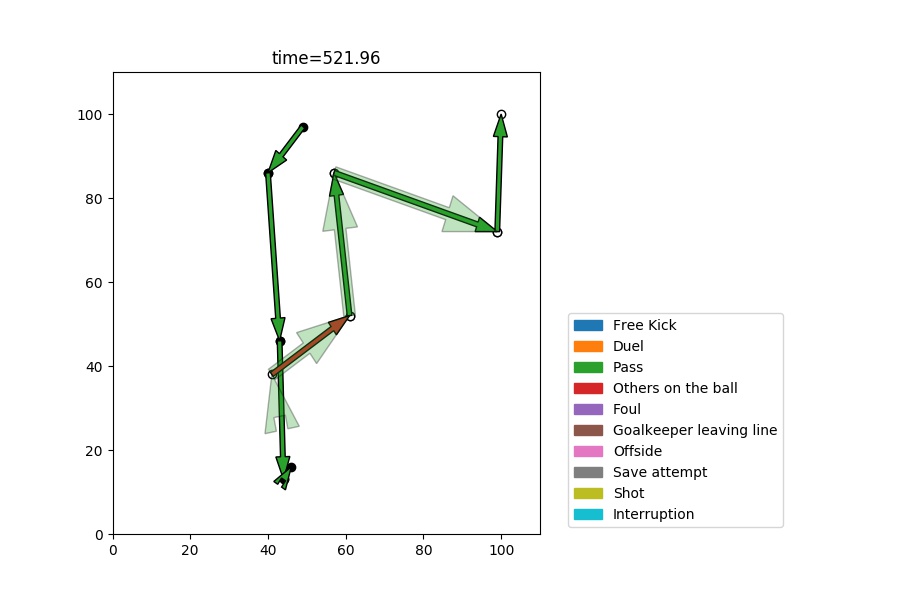 time=521.96
100
80
60
40
20
0
0 20 40 60 80 100
Free Kick
Duel
Pass
Others on the ball
Foul
Goalkeeper leaving line
Offside
Save attempt
Shot
Interruption